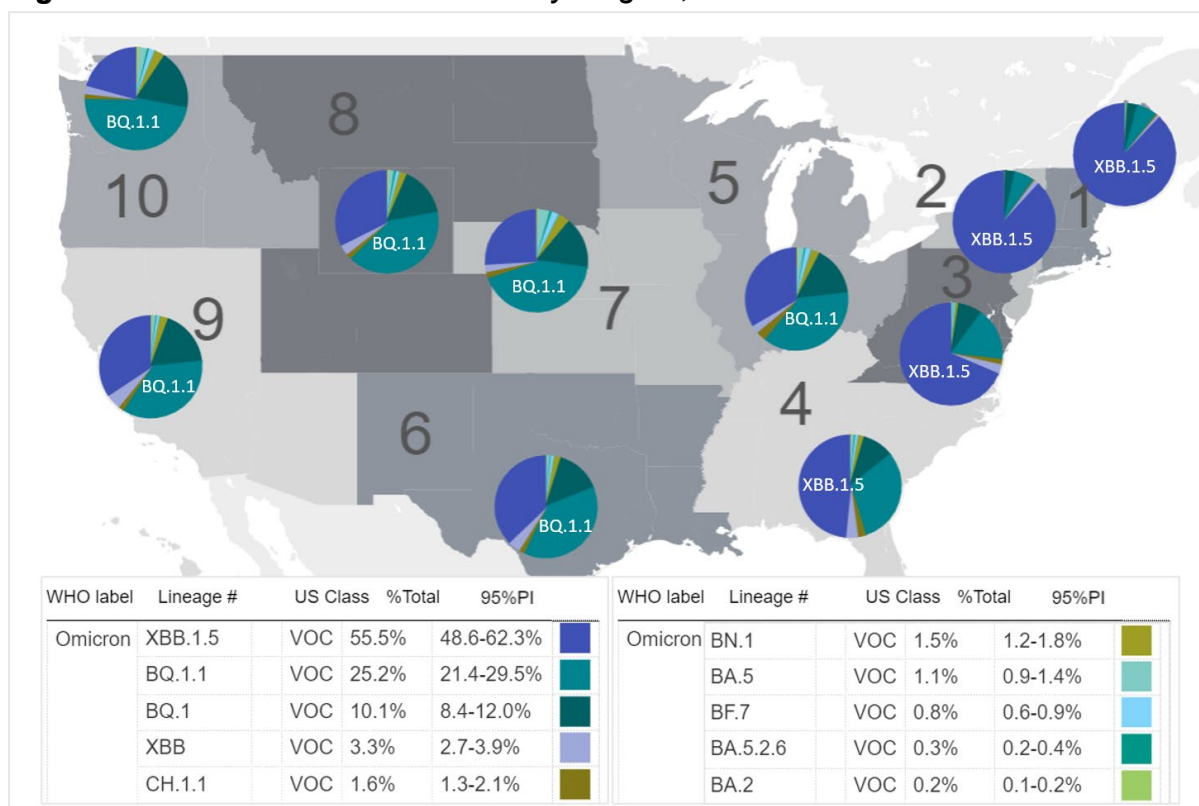 BQ.1.1
10
8
BQ.1.1
BQ.1.1
7
5
BQ.1.1
2
XBB.1.5
1
XBB.1.5
3
XBB.1.5
9
BQ.1.1
6
BQ.1.1
4
XBB.1.5
WHO label Lineage # US Class %Total 95%PI
Omicron XBB.1.5 VOC 55.5% 48.6-62.3%
BQ.1.1 VOC 25.2% 21.4-29.5%
BQ.1 VOC 10.1% 8.4-12.0%
XBB VOC 3.3% 2.7-3.9%
CH.1.1 VOC 1.6% 1.3-2.1%
WHO label Lineage # US Class %Total 95%PI
Omicron BN.1 VOC 1.5% 1.2-1.8%
BA.5 VOC 1.1% 0.9-1.4%
BF.7 VOC 0.8% 0.6-0.9%
BA.5.2.6 VOC 0.3% 0.2-0.4%
BA.2 VOC 0.2% 0.1-0.2%